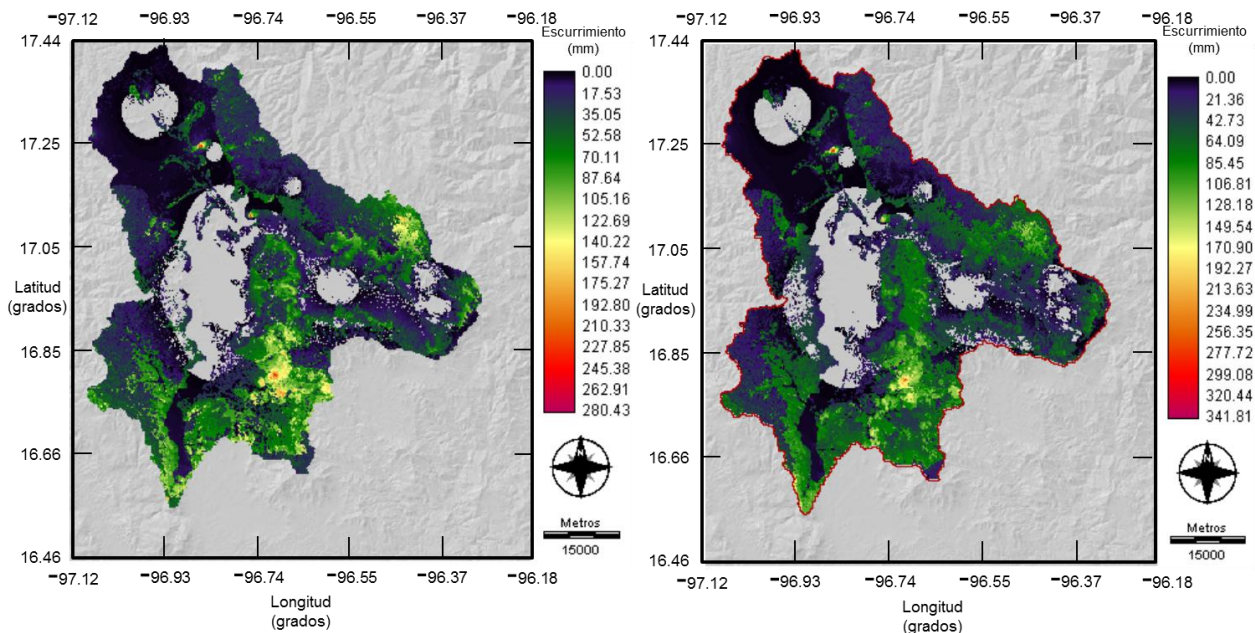 −97.12 −96.93 −96.74 −96.55 −96.37 −96.18
17.44
17.25
17.05
Latitud
(grados)
16.85
16.66
16.46
−97.12 −96.93 −96.74 −96.55 −96.37 −96.18
Longitud
(grados)
Escurrimiento
(mm)
0.00
17.53
35.05
52.58
70.11
87.64
105.16
122.69
140.22
157.74
175.27
192.80
210.33
227.85
245.38
262.91
280.43
N
Metros
15000
−97.12 −96.93 −96.74 −96.55 −96.37 −96.18
17.44
17.25
17.05
Latitud
(grados)
16.85
16.66
16.46
−97.12 −96.93 −96.74 −96.55 −96.37 −96.18
Longitud
(grados)
Escurrimiento
(mm)
0.00
21.36
42.73
64.09
85.45
106.81
128.18
149.54
170.90
192.27
213.63
234.99
256.35
277.72
299.08
320.44
341.81
N
Metros
15000